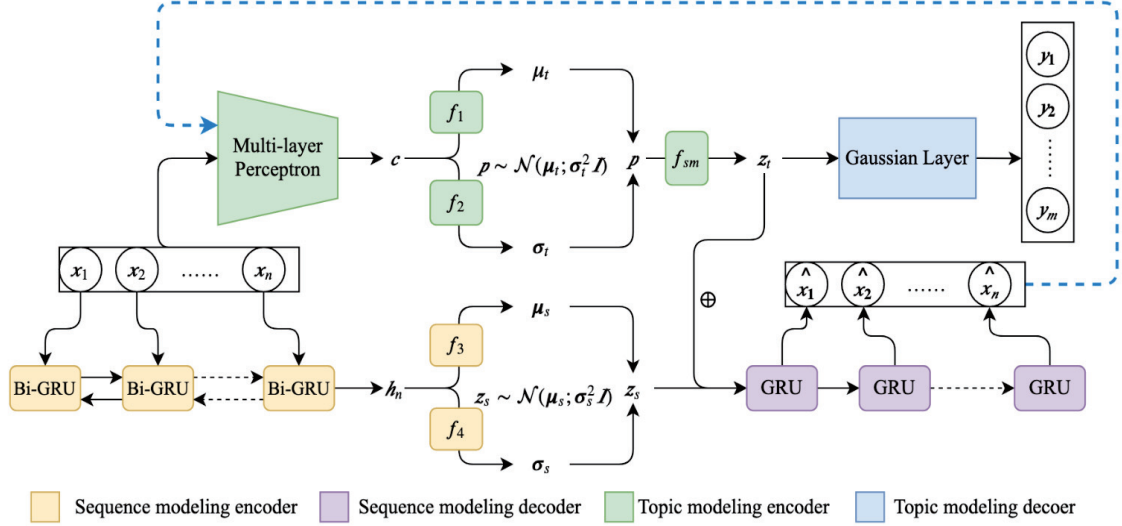 μt
y1
f1
y2
Multi-layer
Perceptron
c
p ~ N(μt; σt² I)
p
fsm
zt
Gaussian Layer
......
f2
ym
σt
x1 x2 ...... xn
x̂1 x̂2 ...... x̂n
μs
⊕
f3
Bi-GRU Bi-GRU Bi-GRU
hn
zs ~ N(μs; σs² I)
zs
GRU GRU GRU
f4
σs
Sequence modeling encoder
Sequence modeling decoder
Topic modeling encoder
Topic modeling decoer